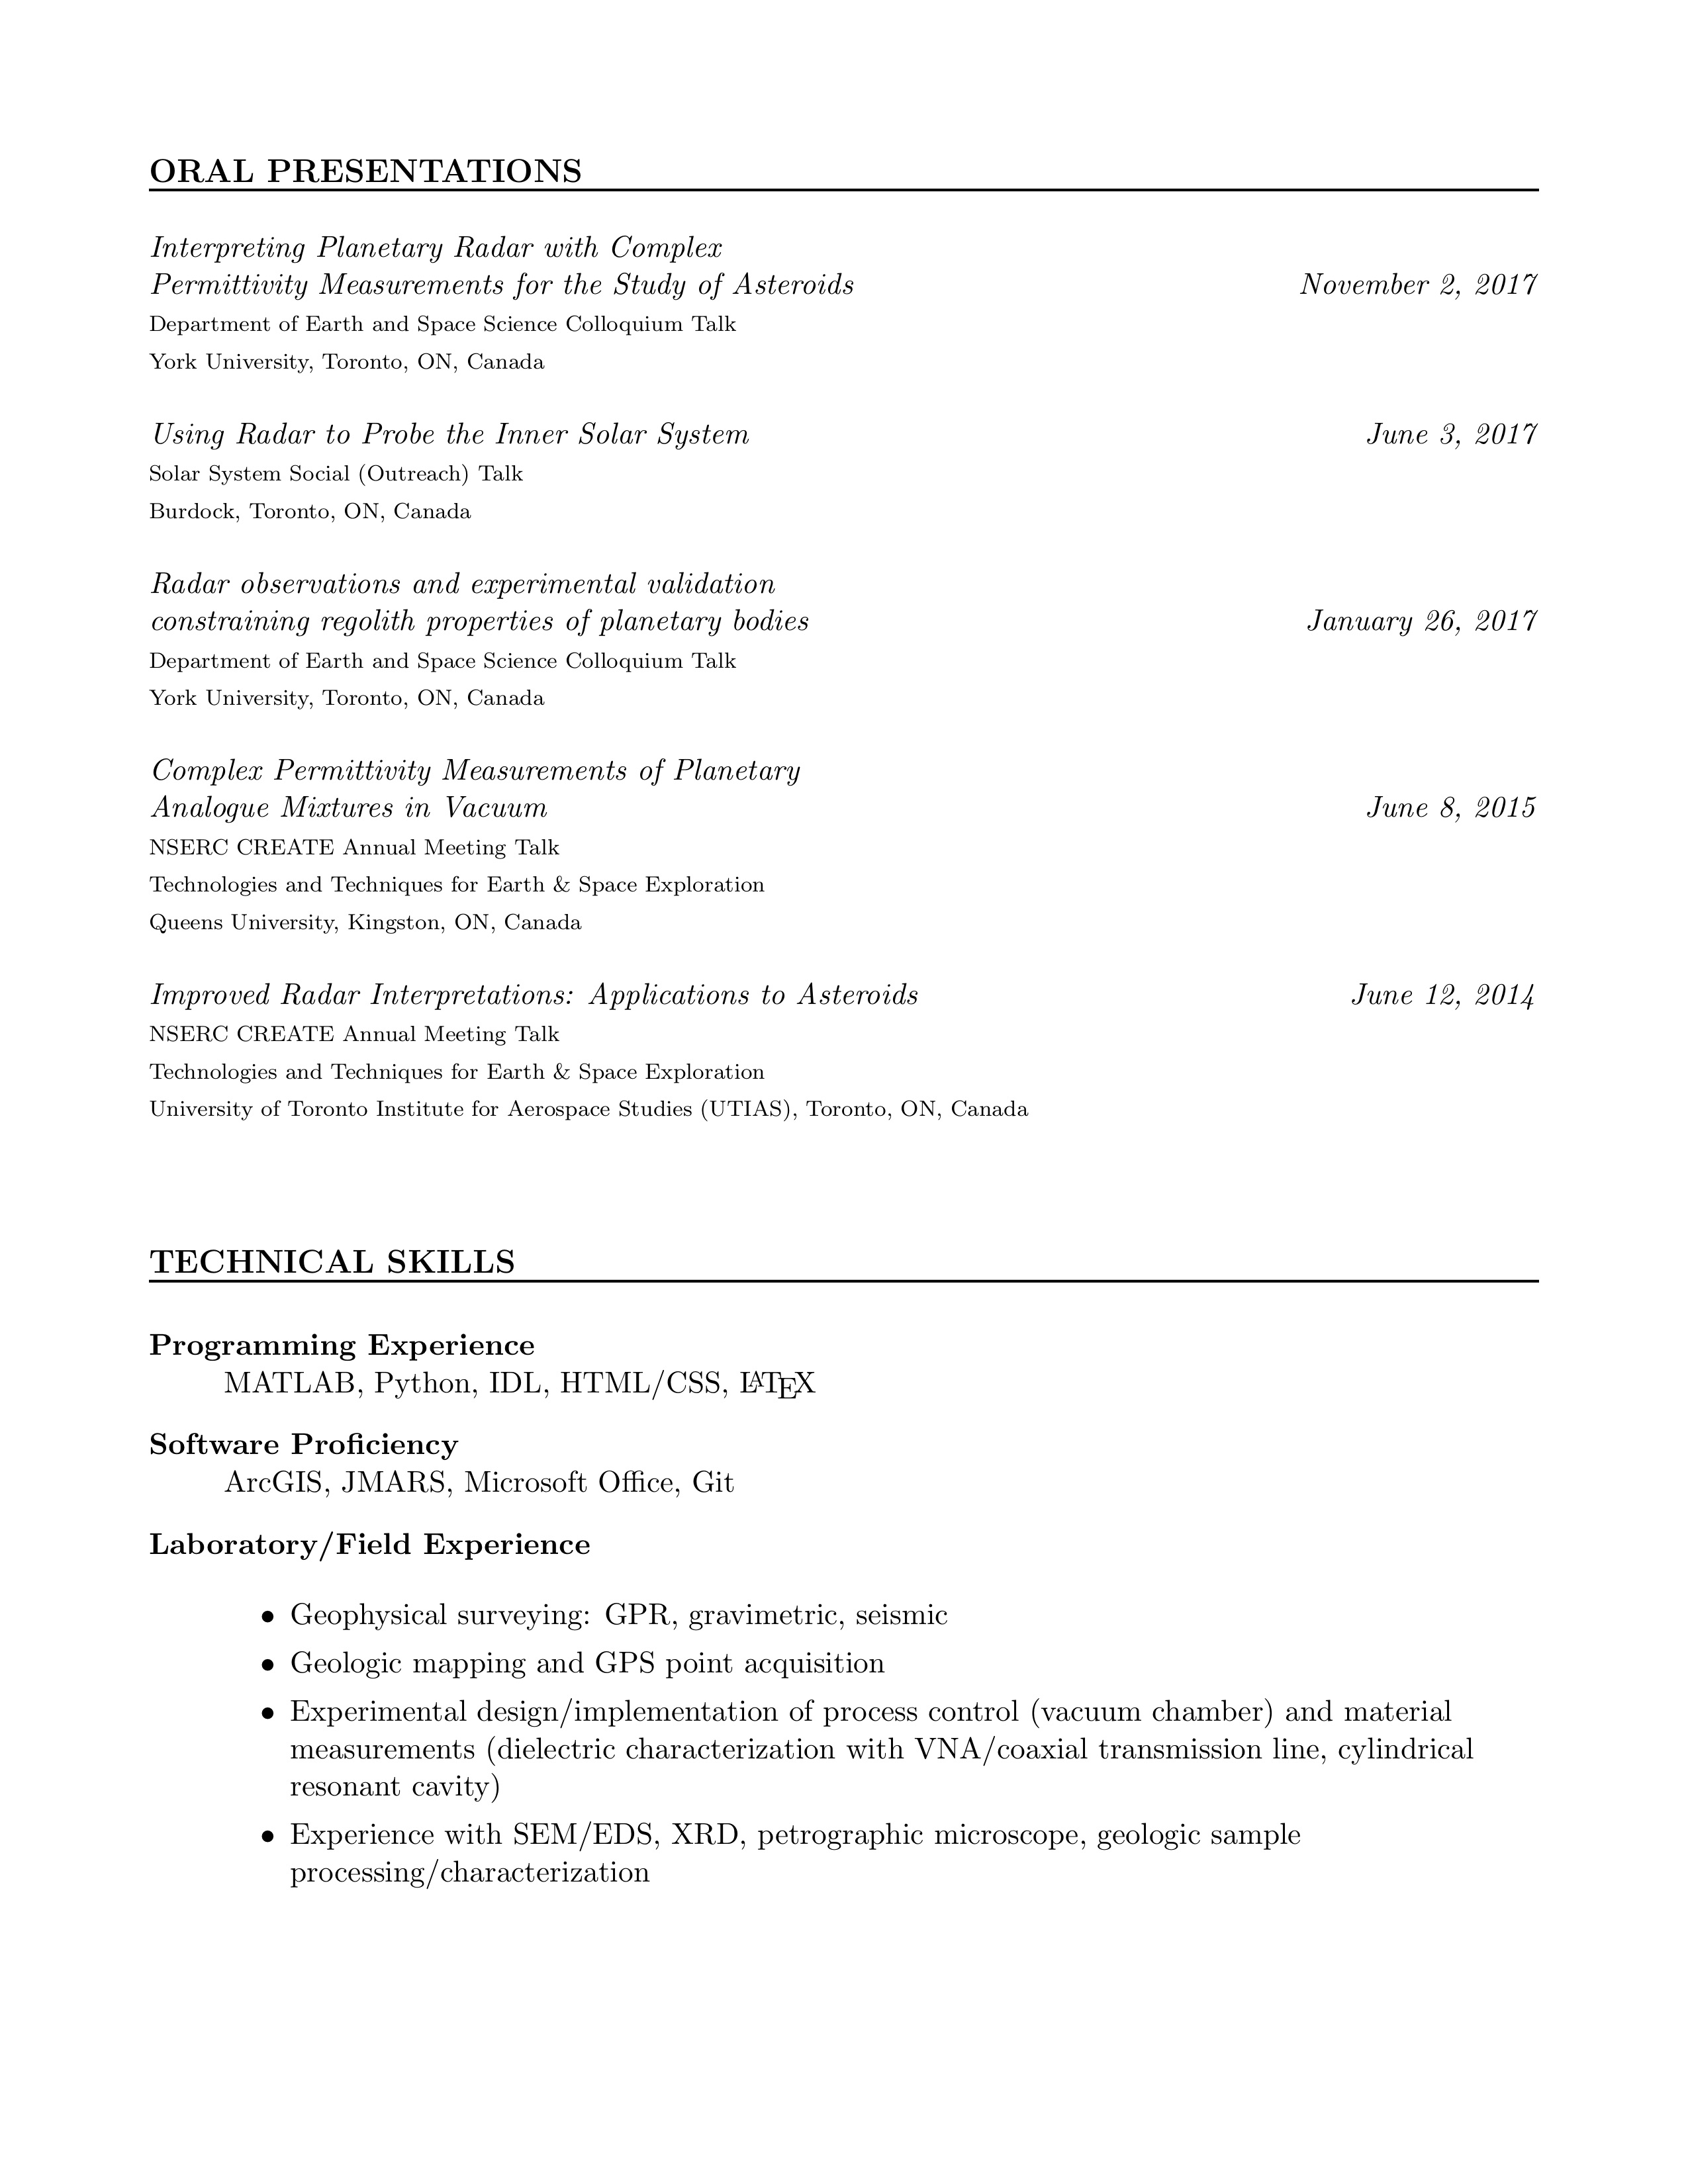 ORAL PRESENTATIONS
Interpreting Planetary Radar with Complex
Permittivity Measurements for the Study of Asteroids November 2, 2017
Department of Earth and Space Science Colloquium Talk
York University, Toronto, ON, Canada
Using Radar to Probe the Inner Solar System June 3, 2017
Solar System Social (Outreach) Talk
Burdock, Toronto, ON, Canada
Radar observations and experimental validation
constraining regolith properties of planetary bodies January 26, 2017
Department of Earth and Space Science Colloquium Talk
York University, Toronto, ON, Canada
Complex Permittivity Measurements of Planetary
Analogue Mixtures in Vacuum June 8, 2015
NSERC CREATE Annual Meeting Talk
Technologies and Techniques for Earth & Space Exploration
Queens University, Kingston, ON, Canada
Improved Radar Interpretations: Applications to Asteroids June 12, 2014
NSERC CREATE Annual Meeting Talk
Technologies and Techniques for Earth & Space Exploration
University of Toronto Institute for Aerospace Studies (UTIAS), Toronto, ON, Canada
TECHNICAL SKILLS
Programming Experience
MATLAB, Python, IDL, HTML/CSS, LATEX
Software Proficiency
ArcGIS, JMARS, Microsoft Office, Git
Laboratory/Field Experience
• Geophysical surveying: GPR, gravimetric, seismic
• Geologic mapping and GPS point acquisition
• Experimental design/implementation of process control (vacuum chamber) and material
measurements (dielectric characterization with VNA/coaxial transmission line, cylindrical
resonant cavity)
• Experience with SEM/EDS, XRD, petrographic microscope, geologic sample
processing/characterization